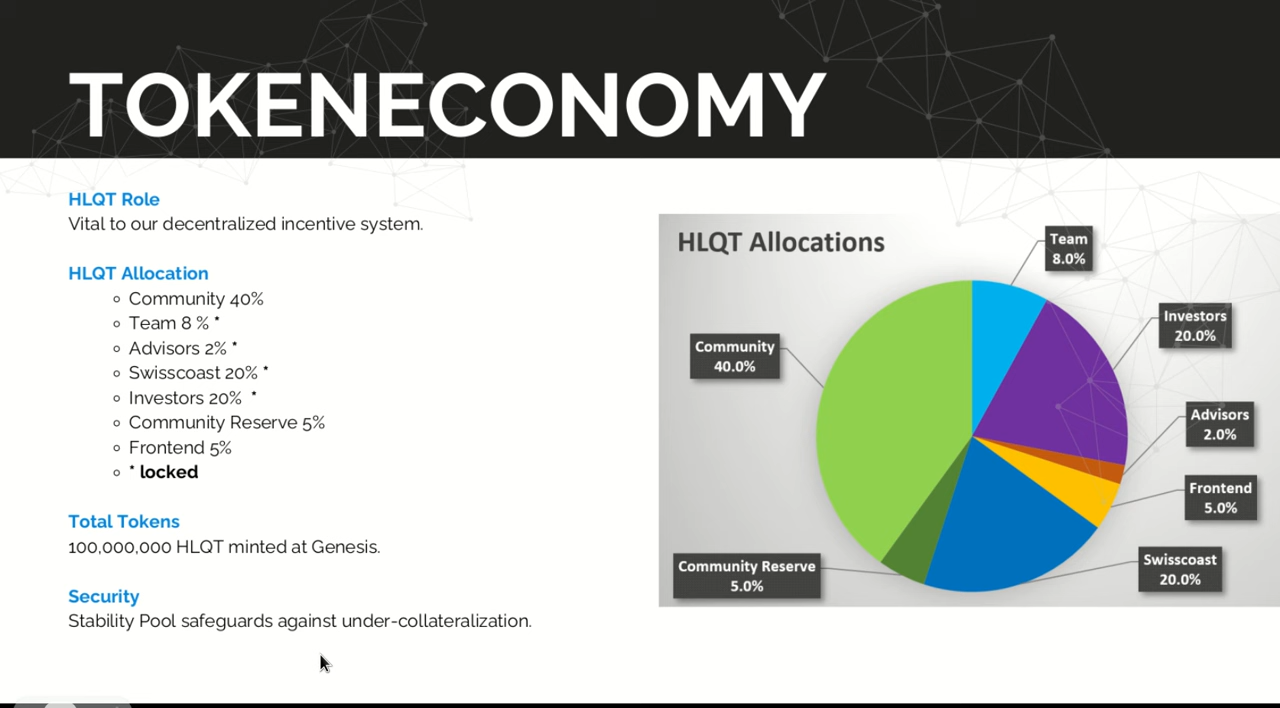 TOKENECONOMY
HLQT Role
Vital to our decentralized incentive system.
HLQT Allocation
Community 40%
Team 8 % *
Advisors 2% *
Swisscoast 20% *
Investors 20% *
Community Reserve 5%
Frontend 5%
* locked
Total Tokens
100,000,000 HLQT minted at Genesis.
Security
Stability Pool safeguards against under-collateralization.
HLQT Allocations
Team
8.0%
Investors
20.0%
Advisors
2.0%
Frontend
5.0%
Swisscoast
20.0%
Community Reserve
5.0%
Community
40.0%